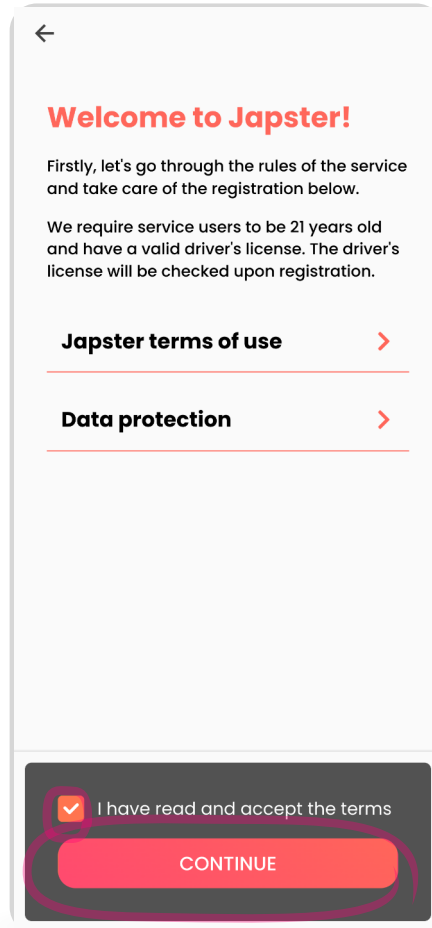 Welcome to Japster!
Firstly, let's go through the rules of the service
and take care of the registration below.
We require service users to be 21 years old
and have a valid driver's license. The driver's
license will be checked upon registration.
Japster terms of use
Data protection
I have read and accept the terms
CONTINUE